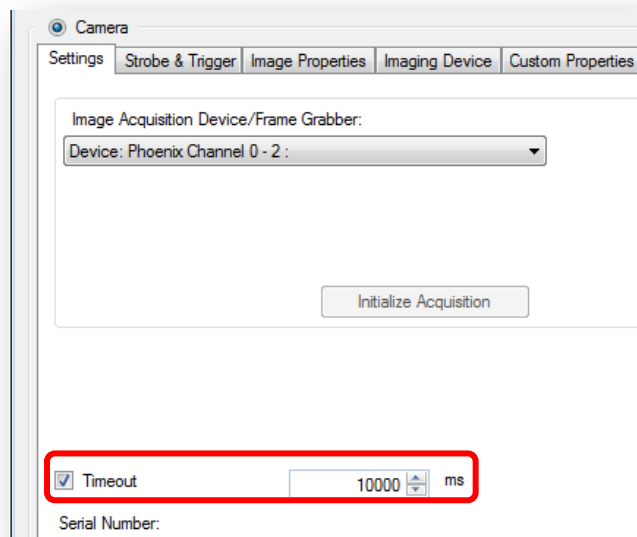 Camera
Settings Strobe & Trigger Image Properties Imaging Device Custom Properties
Image Acquisition Device/Frame Grabber:
Device: Phoenix Channel 0 - 2 :
Initialize Acquisition
Timeout 10000 ms
Serial Number: